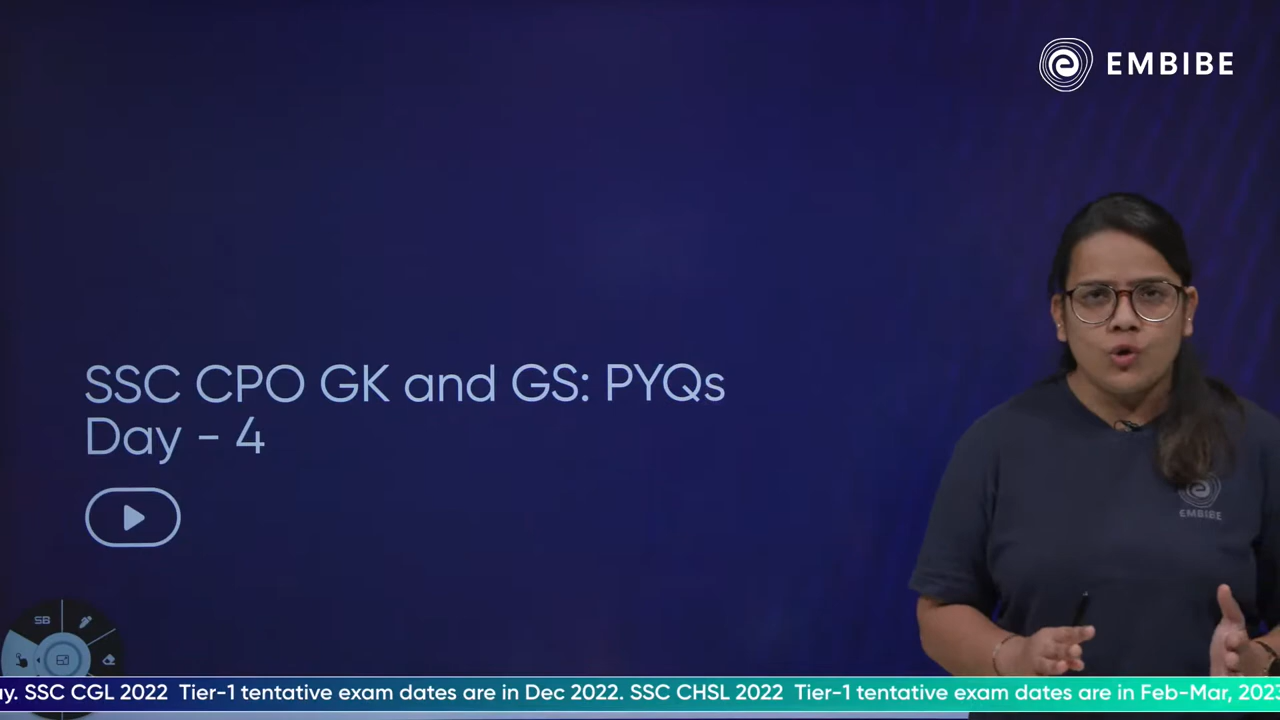 EMBIBE
SSC CPO GK and GS: PYQs
Day - 4
EMBIBE
SB
ay. SSC CGL 2022 Tier-1 tentative exam dates are in Dec 2022. SSC CHSL 2022 Tier-1 tentative exam dates are in Feb-Mar, 2023